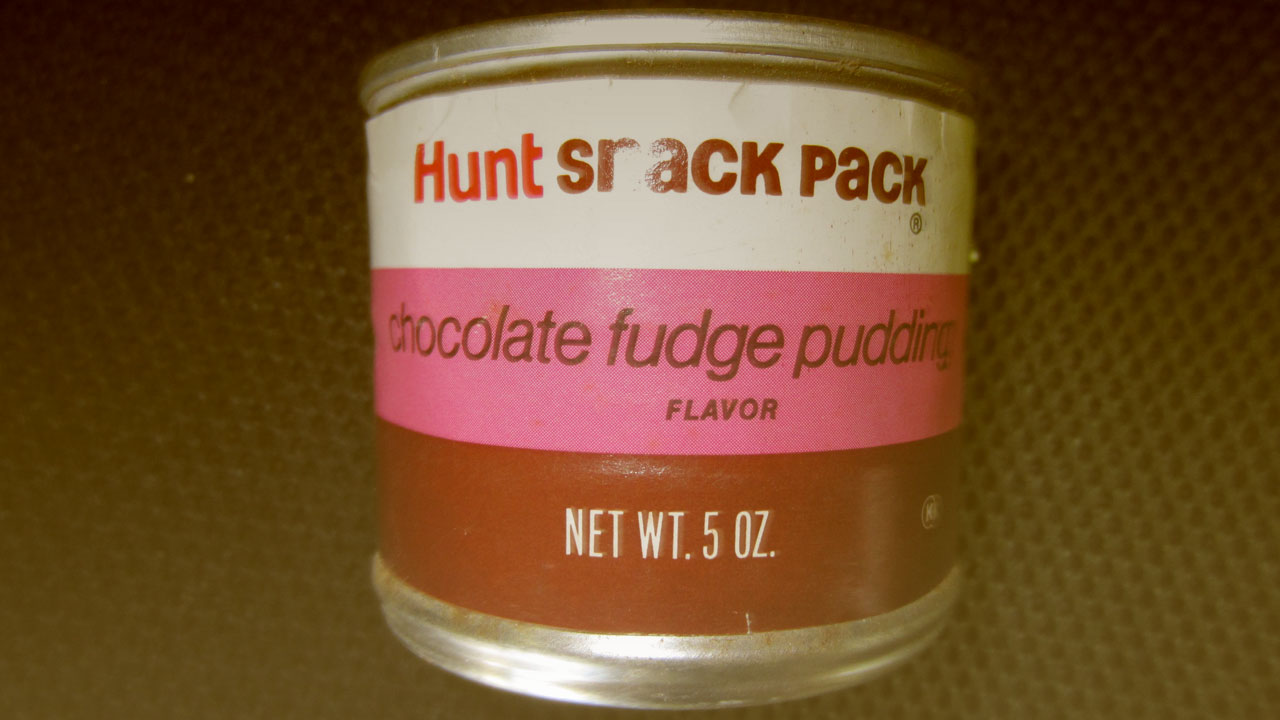 Hunt snack pack
®
chocolate fudge pudding
FLAVOR
NET WT. 5 OZ.